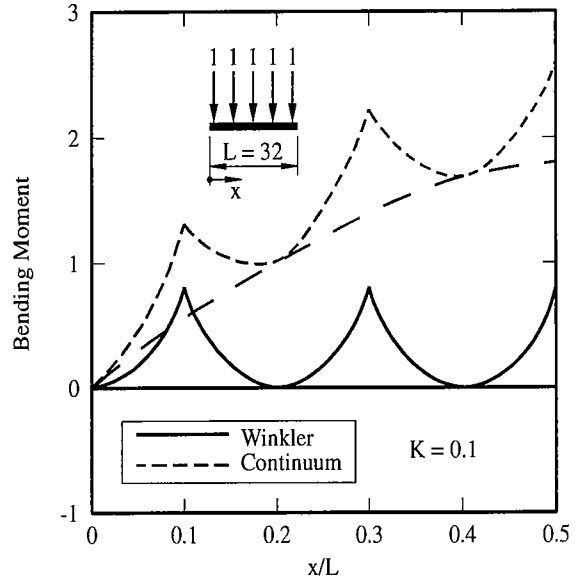 3
1 1 1 1 1
L = 32
x
2
1
0
-1
Bending Moment
Winkler
Continuum
K = 0.1
0 0.1 0.2 0.3 0.4 0.5
x/L